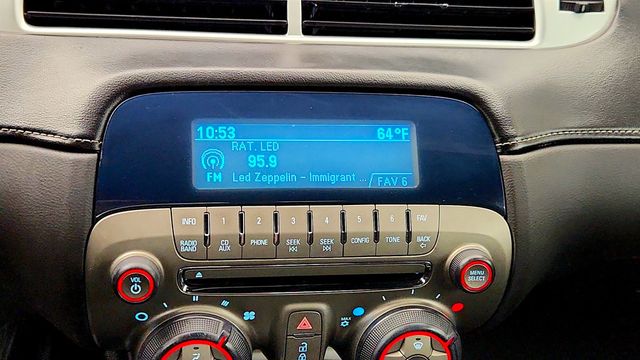 10:53 64°F
RAT. LED
95.9
FM Led Zeppelin - Immigrant ... FAV 6
INFO 1 2 3 4 5 6 FAV
RADIO BAND CD AUX PHONE SEEK SEEK CONFIG TONE BACK
VOL
MENU SELECT
MAX